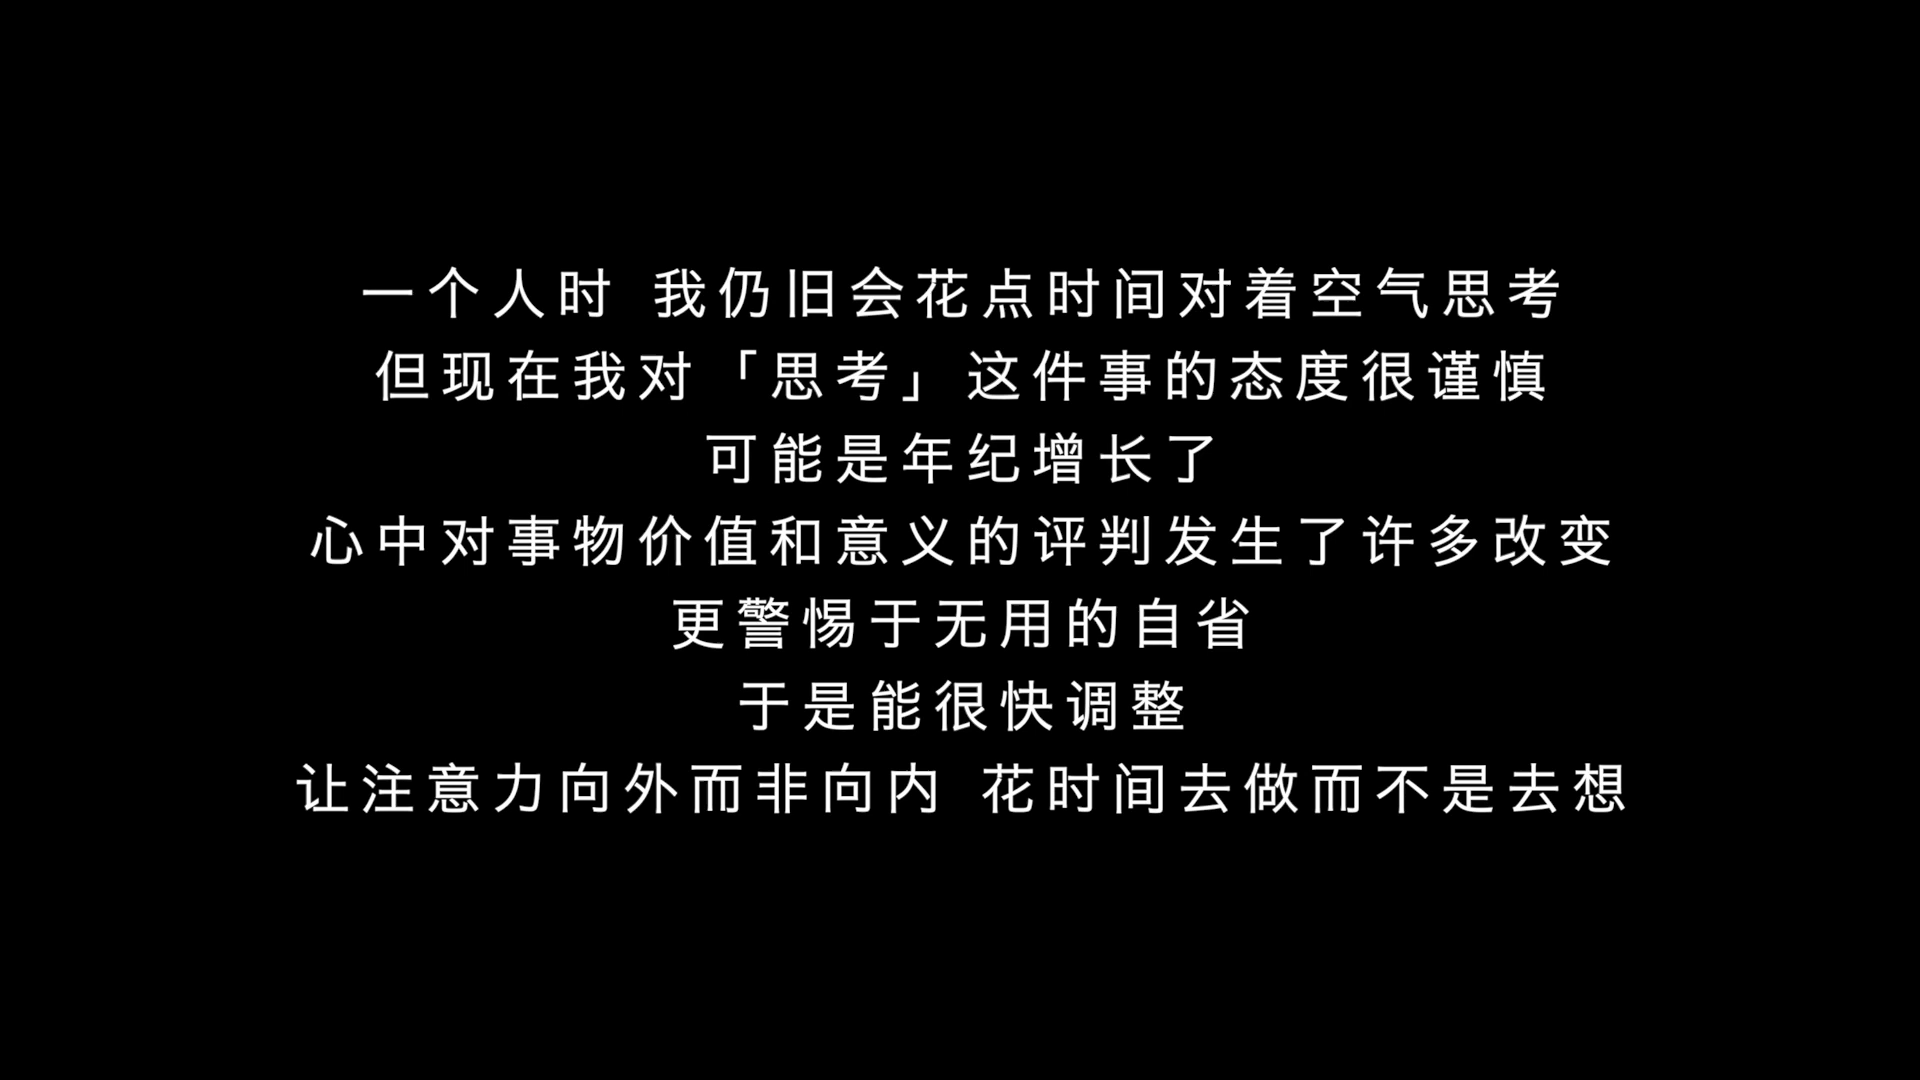 一个人时 我仍旧会花点时间对着空气思考
但现在我对「思考」这件事的态度很谨慎
可能是年纪增长了
心中对事物价值和意义的评判发生了许多改变
更警惕于无用的自省
于是能很快调整
让注意力向外而非向内 花时间去做而不是去想